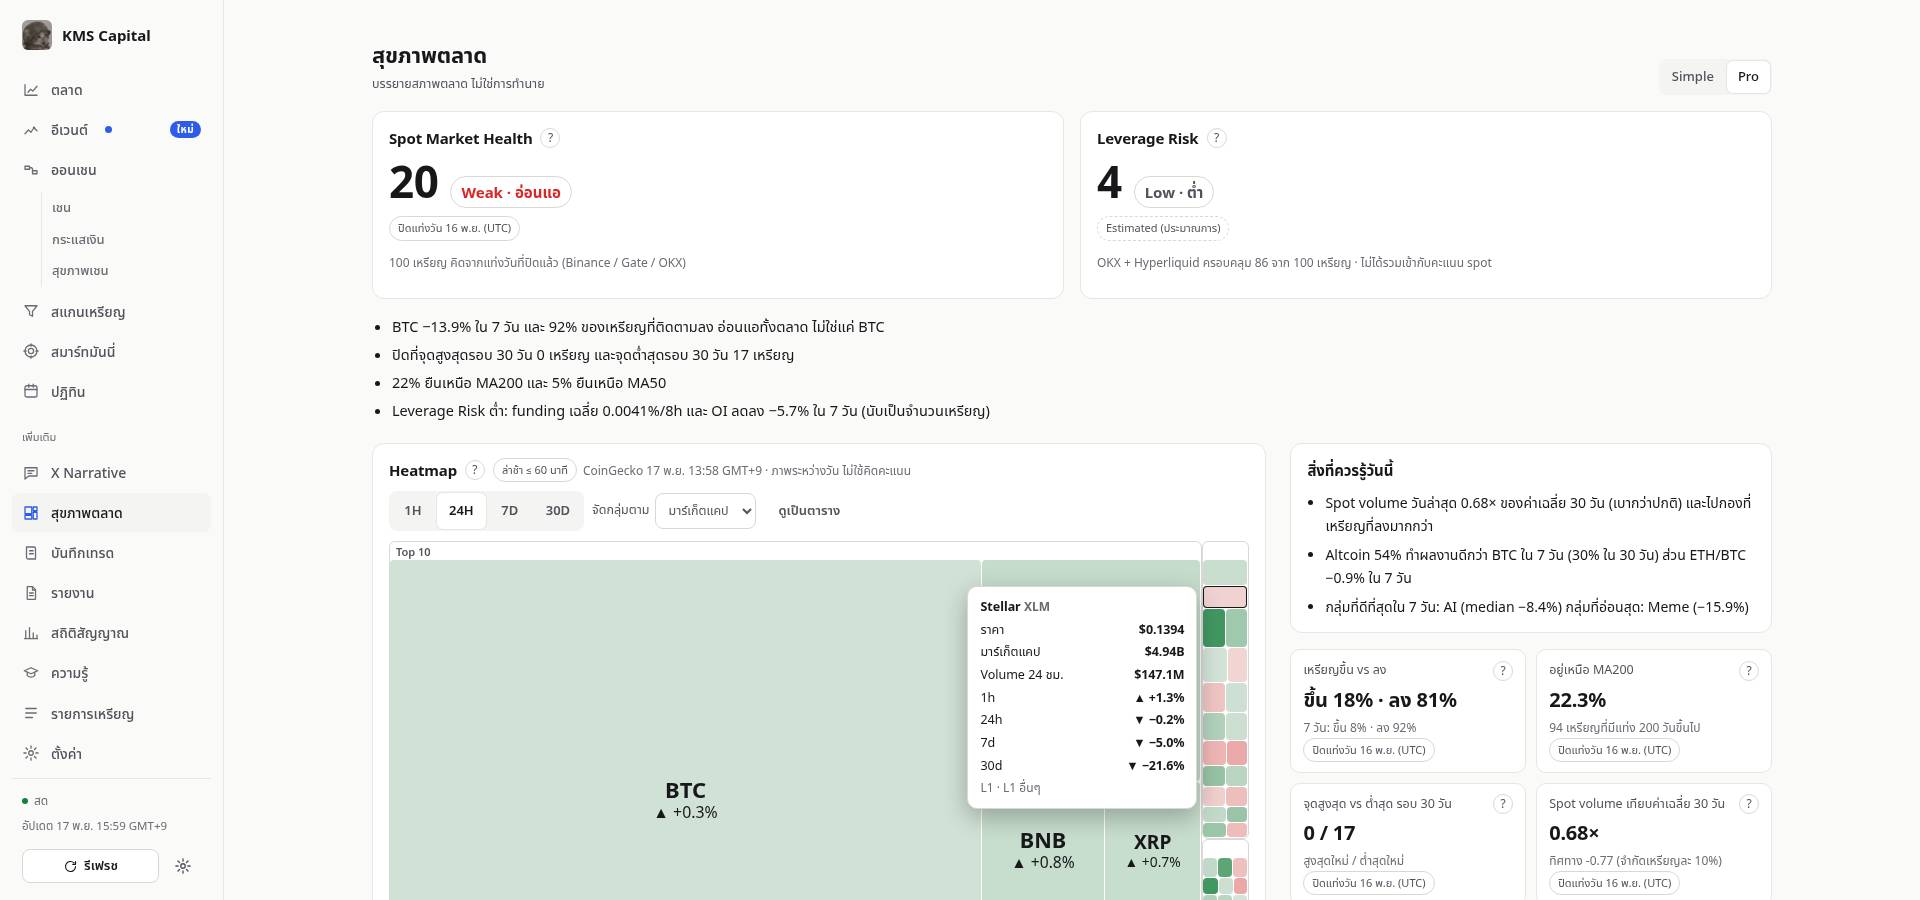 KMS Capital
ตลาด
อีเวนต์
ใหม่
ออนเชน
เชน
กระแสเงิน
สุขภาพเชน
สแกนเหรียญ
สมาร์ทมันนี่
ปฏิทิน
เพิ่มเติม
X Narrative
สุขภาพตลาด
บันทึกเทรด
รายงาน
สถิติสัญญาณ
ความรู้
รายการเหรียญ
ตั้งค่า
สด
อัปเดต 17 พ.ย. 15:59 GMT+9
รีเฟรช
สุขภาพตลาด
บรรยายสภาพตลาด ไม่ใช่การทำนาย
Simple Pro
Spot Market Health ?
20 Weak · อ่อนแอ
ปิดแท่งวัน 16 พ.ย. (UTC)
100 เหรียญ คิดจากแท่งวันที่ปิดแล้ว (Binance / Gate / OKX)
Leverage Risk ?
4 Low · ต่ำ
Estimated (ประมาณการ)
OKX + Hyperliquid ครอบคลุม 86 จาก 100 เหรียญ · ไม่ได้รวมเข้ากับคะแนน spot
• BTC −13.9% ใน 7 วัน และ 92% ของเหรียญที่ติดตามลง อ่อนแอทั้งตลาด ไม่ใช่แค่ BTC
• ปิดที่จุดสูงสุดรอบ 30 วัน 0 เหรียญ และจุดต่ำสุดรอบ 30 วัน 17 เหรียญ
• 22% ยืนเหนือ MA200 และ 5% ยืนเหนือ MA50
• Leverage Risk ต่ำ: funding เฉลี่ย 0.0041%/8h และ OI ลดลง −5.7% ใน 7 วัน (นับเป็นจำนวนเหรียญ)
Heatmap ? ล่าช้า ≤ 60 นาที CoinGecko 17 พ.ย. 13:58 GMT+9 · ภาพระหว่างวัน ไม่ใช้คิดคะแนน
1H 24H 7D 30D จัดกลุ่มตาม มาร์เก็ตแคป ดูเป็นตาราง
Top 10
BTC
▲ +0.3%
BNB
▲ +0.8%
XRP
▲ +0.7%
Stellar XLM
ราคา $0.1394
มาร์เก็ตแคป $4.94B
Volume 24 ชม. $147.1M
1h ▲ +1.3%
24h ▼ −0.2%
7d ▼ −5.0%
30d ▼ −21.6%
L1 · L1 อื่นๆ
สิ่งที่ควรรู้วันนี้
• Spot volume วันล่าสุด 0.68× ของค่าเฉลี่ย 30 วัน (เบากว่าปกติ) และไปกองที่
เหรียญที่ลงมากกว่า
• Altcoin 54% ทำผลงานดีกว่า BTC ใน 7 วัน (30% ใน 30 วัน) ส่วน ETH/BTC
−0.9% ใน 7 วัน
• กลุ่มที่ดีที่สุดใน 7 วัน: AI (median −8.4%) กลุ่มที่อ่อนสุด: Meme (−15.9%)
เหรียญขึ้น vs ลง ?
ขึ้น 18% · ลง 81%
7 วัน: ขึ้น 8% · ลง 92%
ปิดแท่งวัน 16 พ.ย. (UTC)
อยู่เหนือ MA200 ?
22.3%
94 เหรียญที่มีแท่ง 200 วันขึ้นไป
ปิดแท่งวัน 16 พ.ย. (UTC)
จุดสูงสุด vs ต่ำสุด รอบ 30 วัน ?
0 / 17
สูงสุดใหม่ / ต่ำสุดใหม่
ปิดแท่งวัน 16 พ.ย. (UTC)
Spot volume เทียบค่าเฉลี่ย 30 วัน ?
0.68×
ทิศทาง -0.77 (จำกัดเหรียญละ 10%)
ปิดแท่งวัน 16 พ.ย. (UTC)